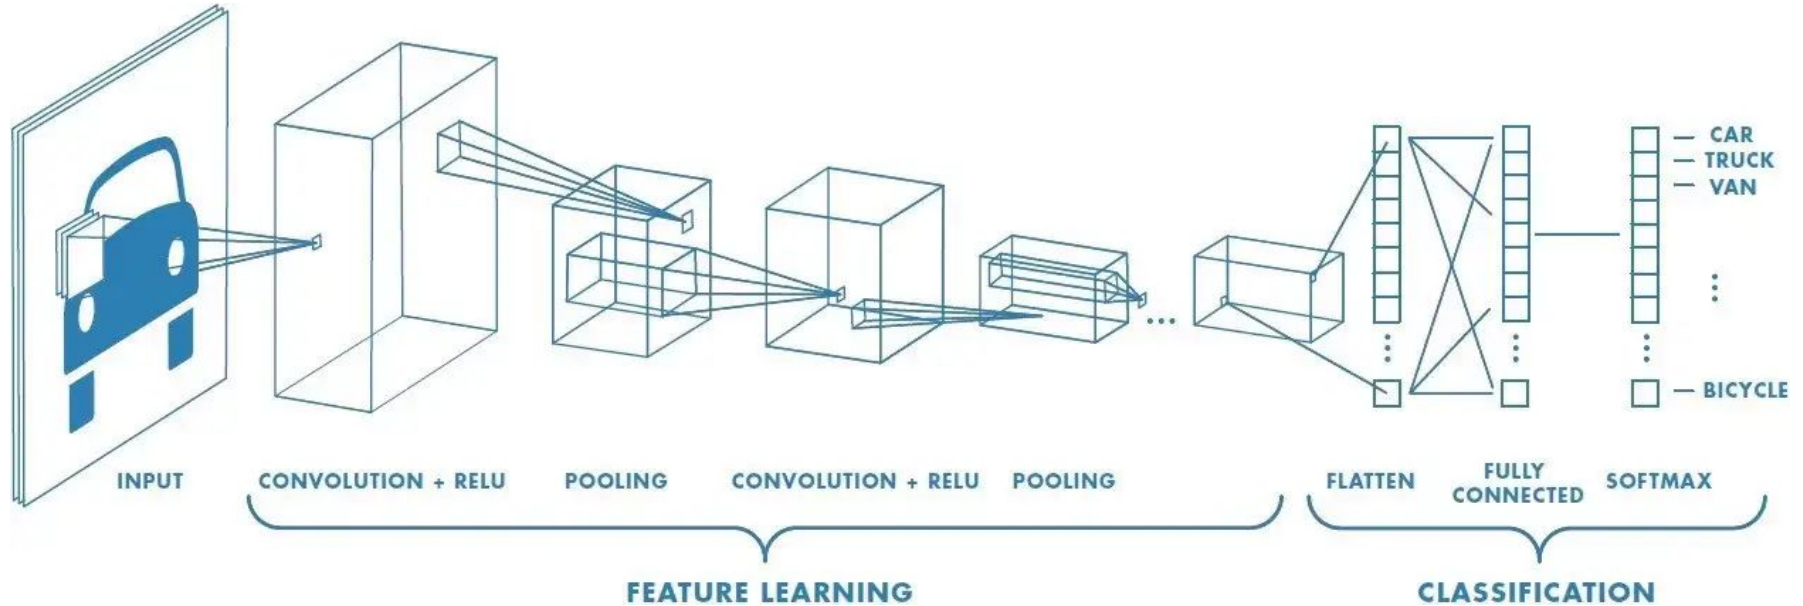 CAR
TRUCK
VAN
BICYCLE
INPUT
CONVOLUTION + RELU
POOLING
CONVOLUTION + RELU
POOLING
FLATTEN
FULLY
CONNECTED
SOFTMAX
FEATURE LEARNING
CLASSIFICATION